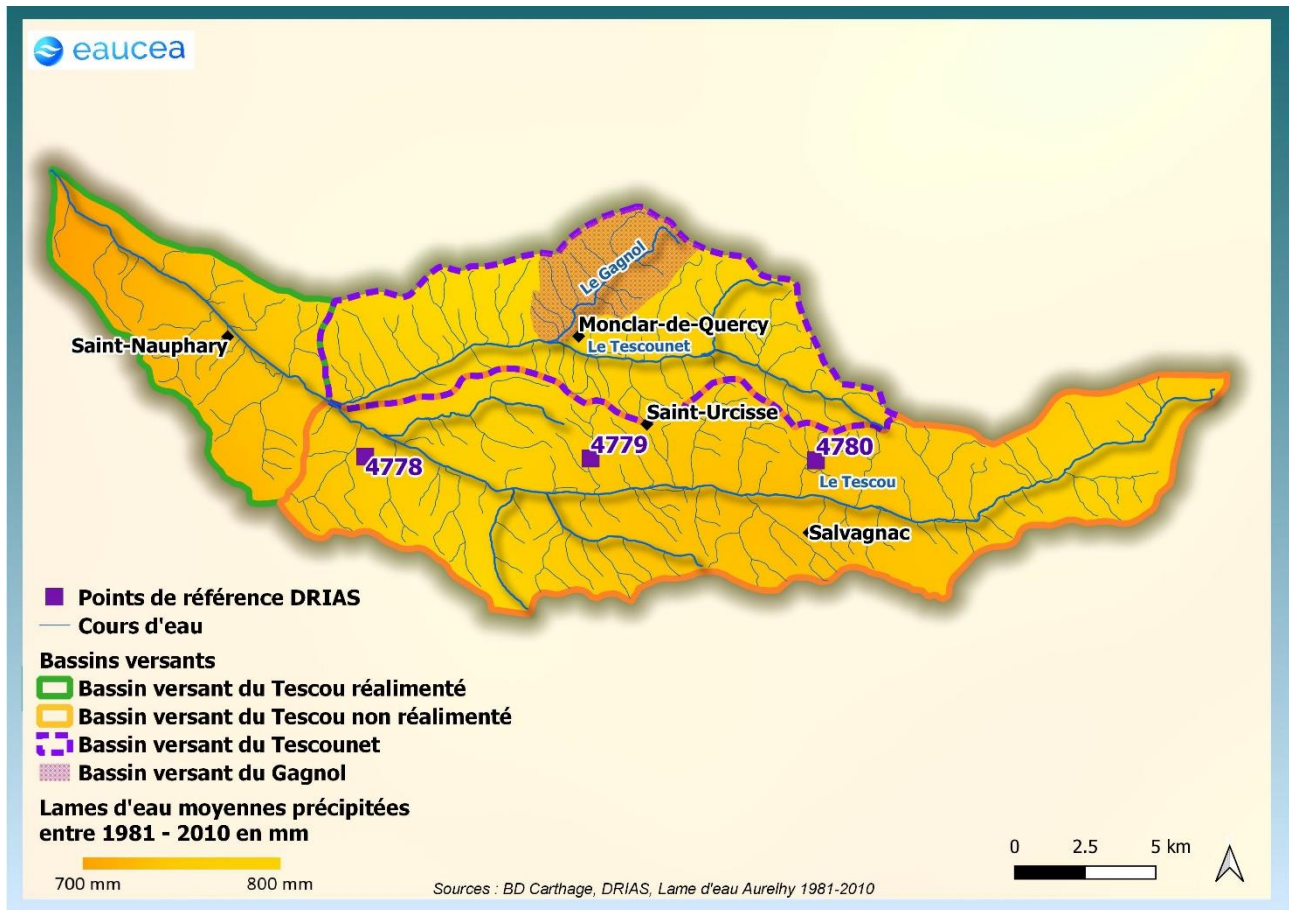 eaucea
Le Gagnol
Monclar-de-Quercy
Le Tescounet
Saint-Nauphary
Saint-Urcisse
4778
4779
4780
Le Tescou
Salvagnac
Points de référence DRIAS
Cours d'eau
Bassins versants
Bassin versant du Tescou réalimenté
Bassin versant du Tescou non réalimenté
Bassin versant du Tescounet
Bassin versant du Gagnol
Lames d'eau moyennes précipitées
entre 1981 - 2010 en mm
700 mm 800 mm
Sources : BD Carthage, DRIAS, Lame d'eau Aurelhy 1981-2010
0 2.5 5 km